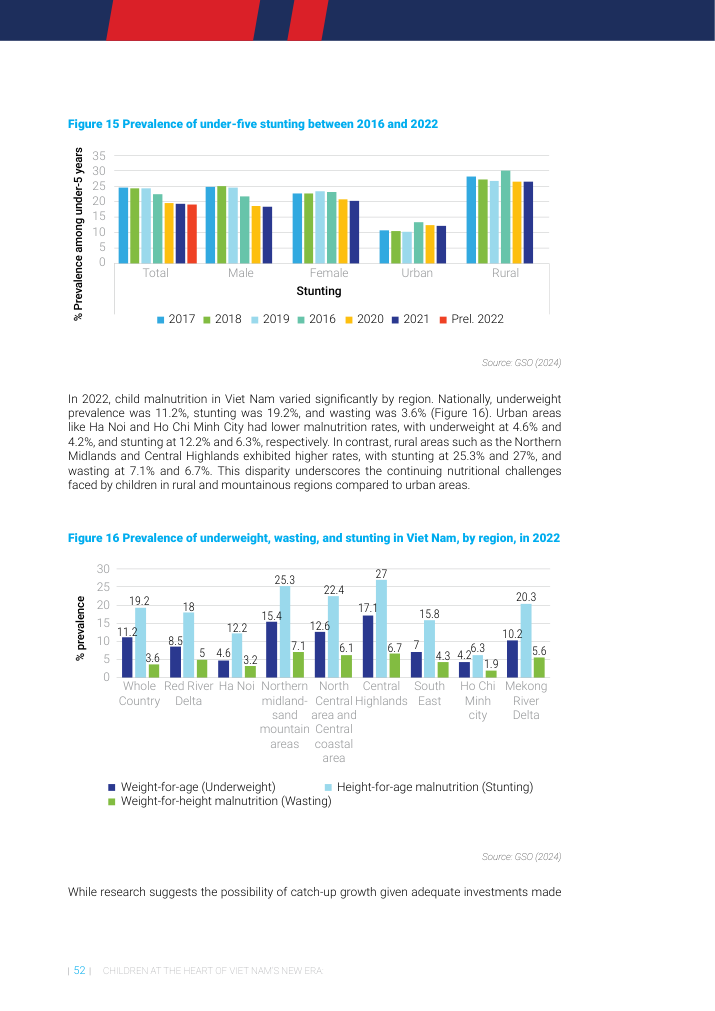 Figure 15 Prevalence of under-five stunting between 2016 and 2022
% Prevalence among under-5 years
35
30
25
20
15
10
5
0
Total
Male
Female
Urban
Rural
Stunting
2017
2018
2019
2016
2020
2021
Prel. 2022
Source: GSO (2024)
In 2022, child malnutrition in Viet Nam varied significantly by region. Nationally, underweight
prevalence was 11.2%, stunting was 19.2%, and wasting was 3.6% (Figure 16). Urban areas
like Ha Noi and Ho Chi Minh City had lower malnutrition rates, with underweight at 4.6% and
4.2%, and stunting at 12.2% and 6.3%, respectively. In contrast, rural areas such as the Northern
Midlands and Central Highlands exhibited higher rates, with stunting at 25.3% and 27%, and
wasting at 7.1% and 6.7%. This disparity underscores the continuing nutritional challenges
faced by children in rural and mountainous regions compared to urban areas.
Figure 16 Prevalence of underweight, wasting, and stunting in Viet Nam, by region, in 2022
% prevalence
30
25
20
15
10
5
0
11.2
19.2
3.6
8.5
18
5
4.6
12.2
3.2
15.4
25.3
7.1
12.6
22.4
6.1
17.1
27
6.7
7
15.8
4.3
4.2
6.3
1.9
10.2
20.3
5.6
Whole
Country
Red River
Delta
Ha Noi
Northern
midland-
sand
mountain
areas
North
Central
area and
Central
coastal
area
Central
Highlands
South
East
Ho Chi
Minh
city
Mekong
River
Delta
Weight-for-age (Underweight)
Height-for-age malnutrition (Stunting)
Weight-for-height malnutrition (Wasting)
Source: GSO (2024)
While research suggests the possibility of catch-up growth given adequate investments made
| 52 | CHILDREN AT THE HEART OF VIET NAM'S NEW ERA